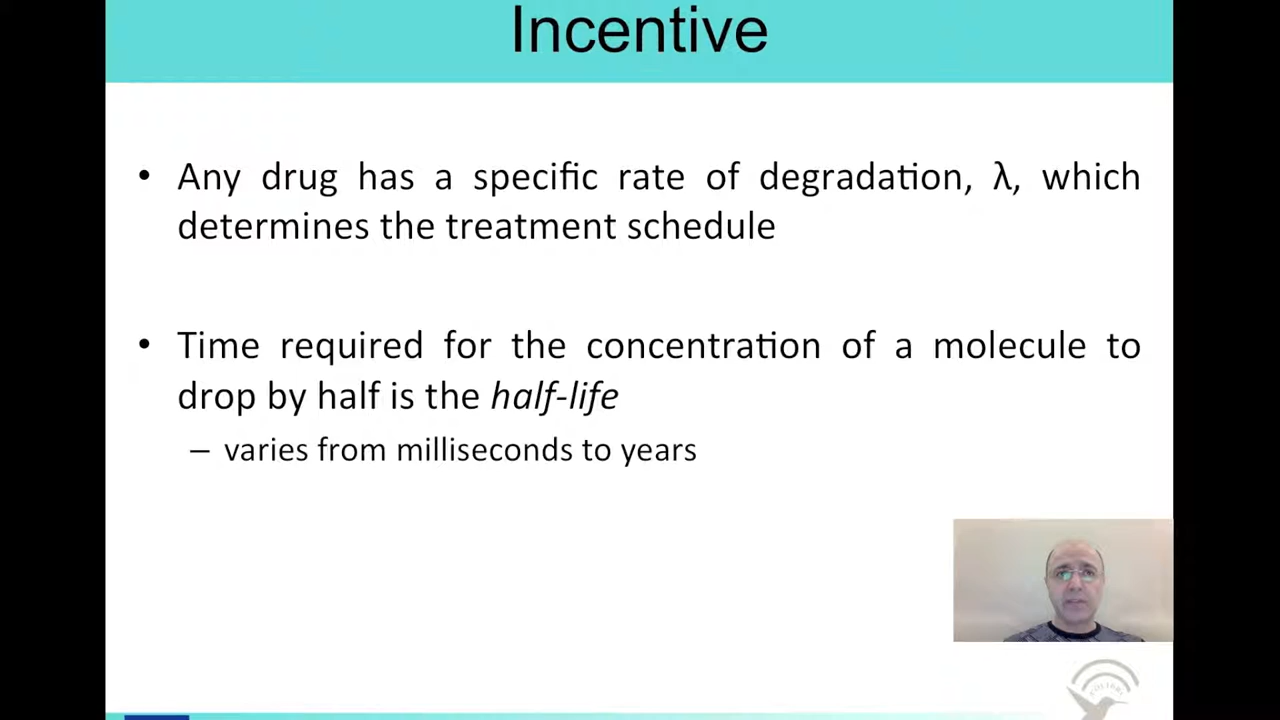 Incentive
• Any drug has a specific rate of degradation, λ, which
determines the treatment schedule
• Time required for the concentration of a molecule to
drop by half is the half-life
– varies from milliseconds to years